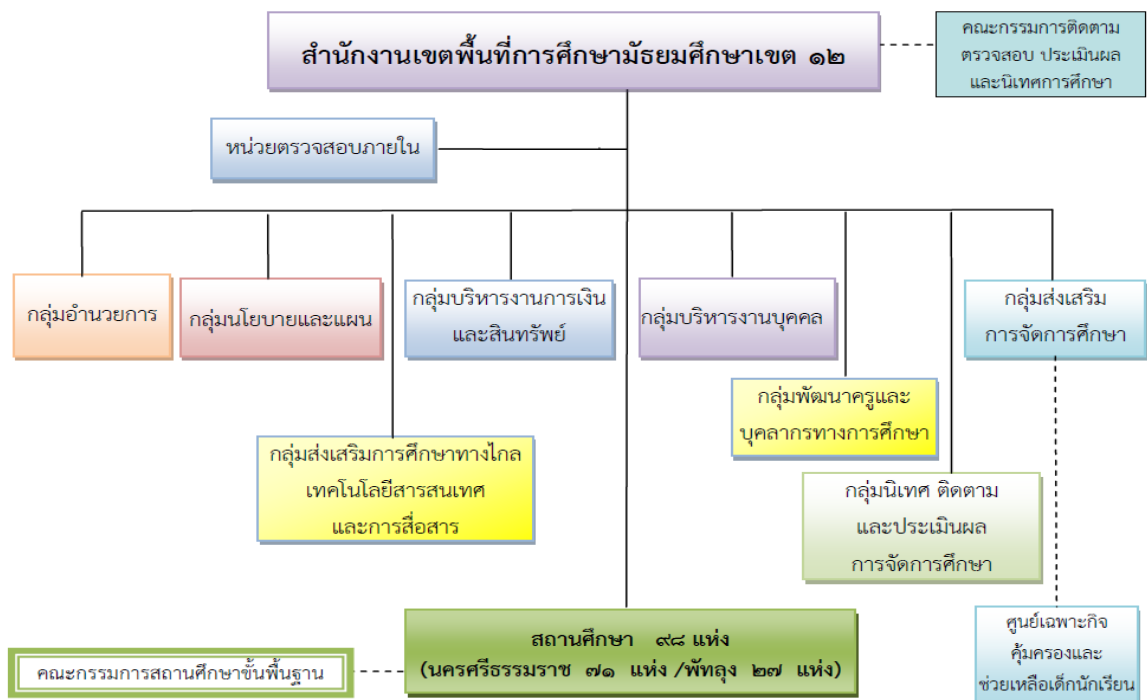 สำนักงานเขตพื้นที่การศึกษามัธยมศึกษาเขต ๑๒
คณะกรรมการติดตาม
ตรวจสอบ ประเมินผล
และนิเทศการศึกษา
หน่วยตรวจสอบภายใน
กลุ่มอำนวยการ
กลุ่มนโยบายและแผน
กลุ่มบริหารงานการเงิน
และสินทรัพย์
กลุ่มบริหารงานบุคคล
กลุ่มส่งเสริม
การจัดการศึกษา
กลุ่มส่งเสริมการศึกษาทางไกล
เทคโนโลยีสารสนเทศ
และการสื่อสาร
กลุ่มพัฒนาครูและ
บุคลากรทางการศึกษา
กลุ่มนิเทศ ติดตาม
และประเมินผล
การจัดการศึกษา
คณะกรรมการสถานศึกษาขั้นพื้นฐาน
สถานศึกษา ๙๘ แห่ง
(นครศรีธรรมราช ๗๑ แห่ง /พัทลุง ๒๗ แห่ง)
ศูนย์เฉพาะกิจ
คุ้มครองและ
ช่วยเหลือเด็กนักเรียน